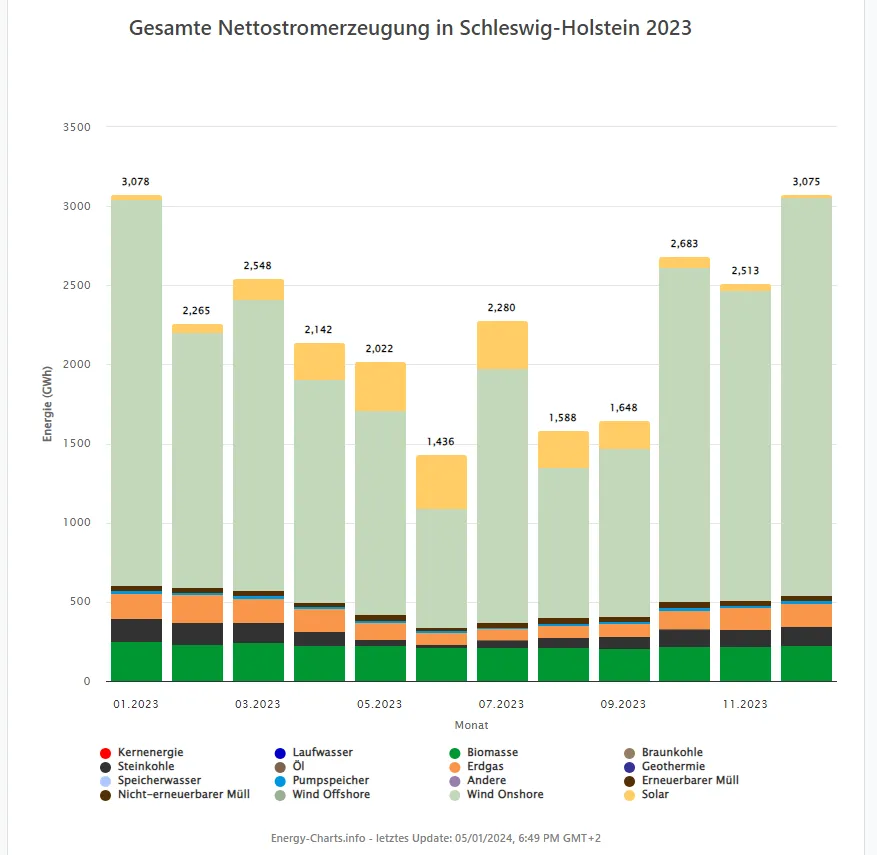 Gesamte Nettostromerzeugung in Schleswig-Holstein 2023
3500
3,078
3,075
3000
2,683
2,548
2,513
2500
2,265
2,280
2,142
2,022
2000
1,588
1,648
1,436
1500
1000
500
0
Energie (GWh)
01.2023 03.2023 05.2023 07.2023 09.2023 11.2023
Monat
Kernenergie Laufwasser Biomasse Braunkohle
Steinkohle Öl Erdgas Geothermie
Speicherwasser Pumpspeicher Andere Erneuerbarer Müll
Nicht-erneuerbarer Müll Wind Offshore Wind Onshore Solar
Energy-Charts.info - letztes Update: 05/01/2024, 6:49 PM GMT+2